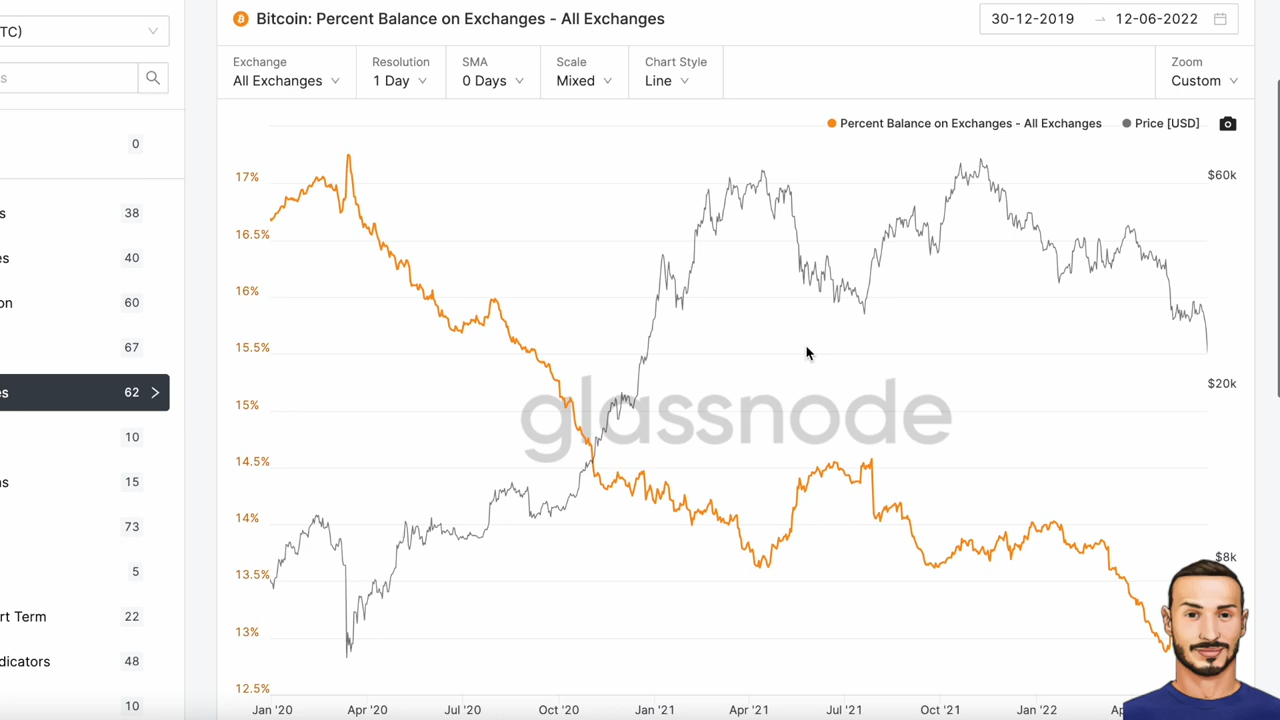 TC)
Bitcoin: Percent Balance on Exchanges - All Exchanges
30-12-2019 → 12-06-2022
s
Exchange Resolution SMA Scale Chart Style Zoom
All Exchanges 1 Day 0 Days Mixed Line Custom
Percent Balance on Exchanges - All Exchanges Price [USD]
0
s 38
es 40
on 60
67
es 62
10
ns 15
73
5
rt Term 22
dicators 48
10
17%
16.5%
16%
15.5%
15%
14.5%
14%
13.5%
13%
12.5%
$60k
$20k
$8k
glassnode
Jan '20 Apr '20 Jul '20 Oct '20 Jan '21 Apr '21 Jul '21 Oct '21 Jan '22 Ap